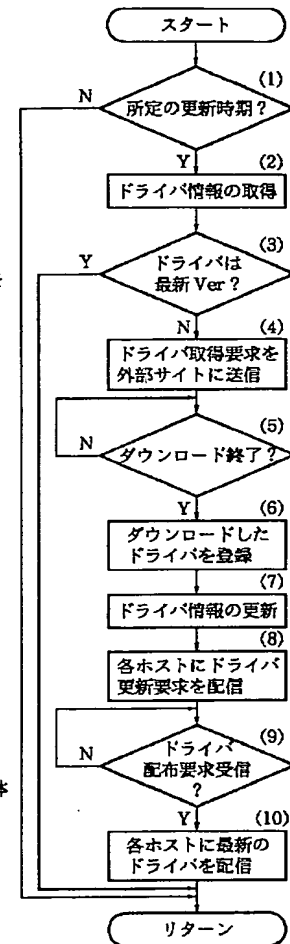 スタート
(1)
N
所定の更新時期?
Y
(2)
ドライバ情報の取得
(3)
Y
ドライバは
最新Ver?
N
(4)
ドライバ取得要求を
外部サイトに送信
(5)
N
ダウンロード終了?
Y
(6)
ダウンロードした
ドライバを登録
(7)
ドライバ情報の更新
(8)
各ホストにドライバ
更新要求を配信
(9)
N
ドライバ
配布要求受信
?
体
Y
(10)
各ホストに最新の
ドライバを配信
リターン